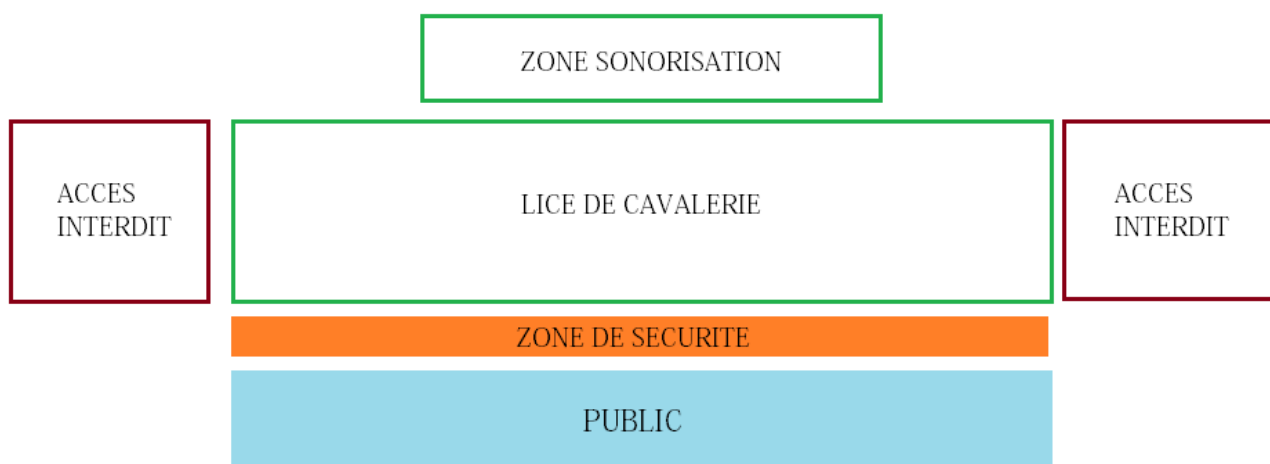 ZONE SONORISATION
ACCES
INTERDIT
LICE DE CAVALERIE
ACCES
INTERDIT
ZONE DE SECURITE
PUBLIC